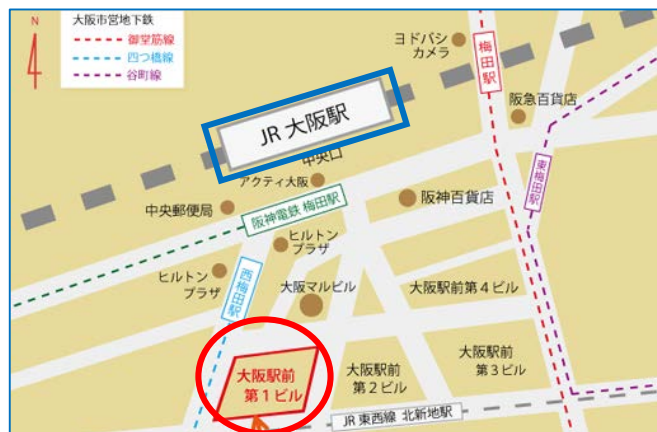 N
大阪市営地下鉄
御堂筋線
四つ橋線
谷町線
ヨドバシ
カメラ
梅田駅
阪急百貨店
JR 大阪駅
中央口
アクティ大阪
東梅田駅
中央郵便局
阪神電鉄 梅田駅
阪神百貨店
ヒルトン
プラザ
ヒルトン
プラザ
西梅田駅
大阪マルビル
大阪駅前第4ビル
大阪駅前
第1ビル
大阪駅前
第2ビル
大阪駅前
第3ビル
JR 東西線 北新地駅